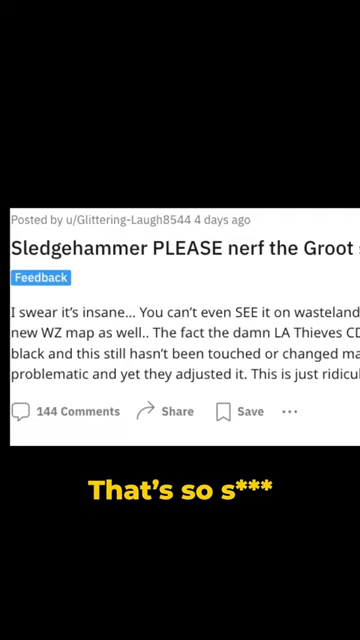 Posted by u/Glittering-Laugh8544 4 days ago
Sledgehammer PLEASE nerf the Groot s
Feedback
I swear it's insane... You can't even SEE it on wasteland
new WZ map as well.. The fact the damn LA Thieves CD
black and this still hasn't been touched or changed ma
problematic and yet they adjusted it. This is just ridicul
144 Comments Share Save ...
That's so s***